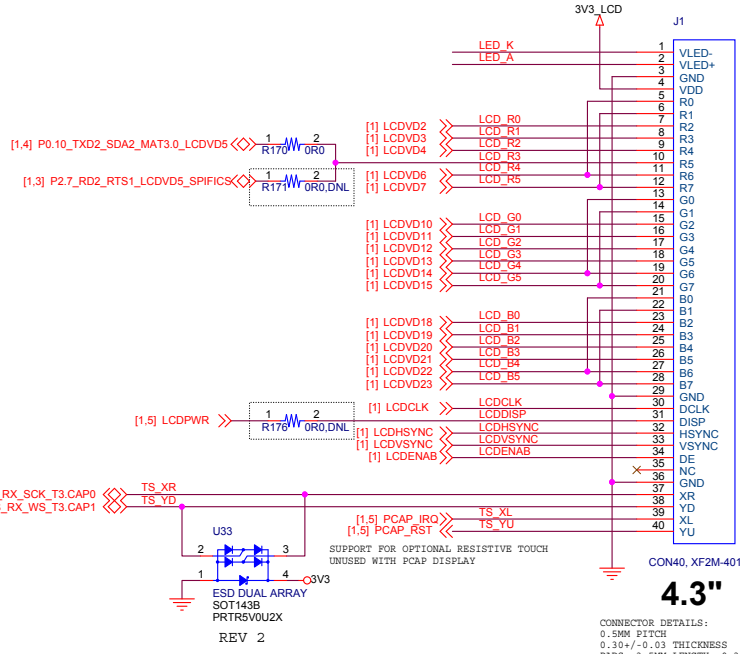 3V3_LCD
J1
LED_K 1 VLED-
LED_A 2 VLED+
3 GND
4 VDD
5 R0
6 R1
[1] LCDVD2 LCD_R0 7 R2
[1] LCDVD3 LCD_R1 8 R3
[1] LCDVD4 LCD_R2 9 R4
[1,4] P0.10_TXD2_SDA2_MAT3.0_LCDVD5 1 2 R170 0R0
LCD_R3 10 R5
[1] LCDVD6 LCD_R4 11 R6
[1,3] P2.7_RD2_RTS1_LCDVD5_SPIFICS 1 2 R171 0R0,DNL
[1] LCDVD7 LCD_R5 12 R7
13 G0
14 G1
[1] LCDVD10 LCD_G0 15 G2
[1] LCDVD11 LCD_G1 16 G3
[1] LCDVD12 LCD_G2 17 G4
[1] LCDVD13 LCD_G3 18 G5
[1] LCDVD14 LCD_G4 19 G6
[1] LCDVD15 LCD_G5 20 G7
21 B0
22 B1
[1] LCDVD18 LCD_B0 23 B2
[1] LCDVD19 LCD_B1 24 B3
[1] LCDVD20 LCD_B2 25 B4
[1] LCDVD21 LCD_B3 26 B5
[1] LCDVD22 LCD_B4 27 B6
[1] LCDVD23 LCD_B5 28 B7
29 GND
[1] LCDCLK LCDCLK 30 DCLK
[1,5] LCDPWR 1 2 R176 0R0,DNL LCDDISP 31 DISP
[1] LCDHSYNC LCDHSYNC 32 HSYNC
[1] LCDVSYNC LCDVSYNC 33 VSYNC
[1] LCDENAB LCDENAB 34 DE
35 NC
36 GND
_RX_SCK_T3.CAP0 TS_XR 37 XR
_RX_WS_T3.CAP1 TS_YD 38 YD
[1,5] PCAP_IRQ TS_XL 39 XL
[1,5] PCAP_RST TS_YU 40 YU
U33
2 3
1 4 3V3
ESD DUAL ARRAY
SOT143B
PRTR5V0U2X
REV 2
SUPPORT FOR OPTIONAL RESISTIVE TOUCH
UNUSED WITH PCAP DISPLAY
CON40, XF2M-401
4.3"
CONNECTOR DETAILS:
0.5MM PITCH
0.30+/-0.03 THICKNESS